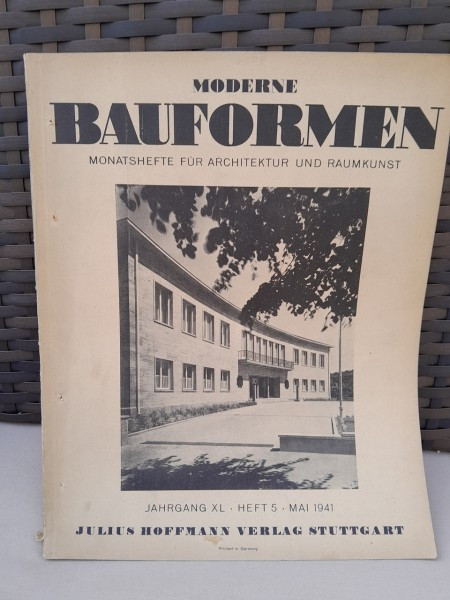 MODERNE
BAUFORMEN
MONATSHEFTE FÜR ARCHITEKTUR UND RAUMKUNST
JAHRGANG XL · HEFT 5 · MAI 1941
JULIUS HOFFMANN VERLAG STUTTGART
Printed in Germany